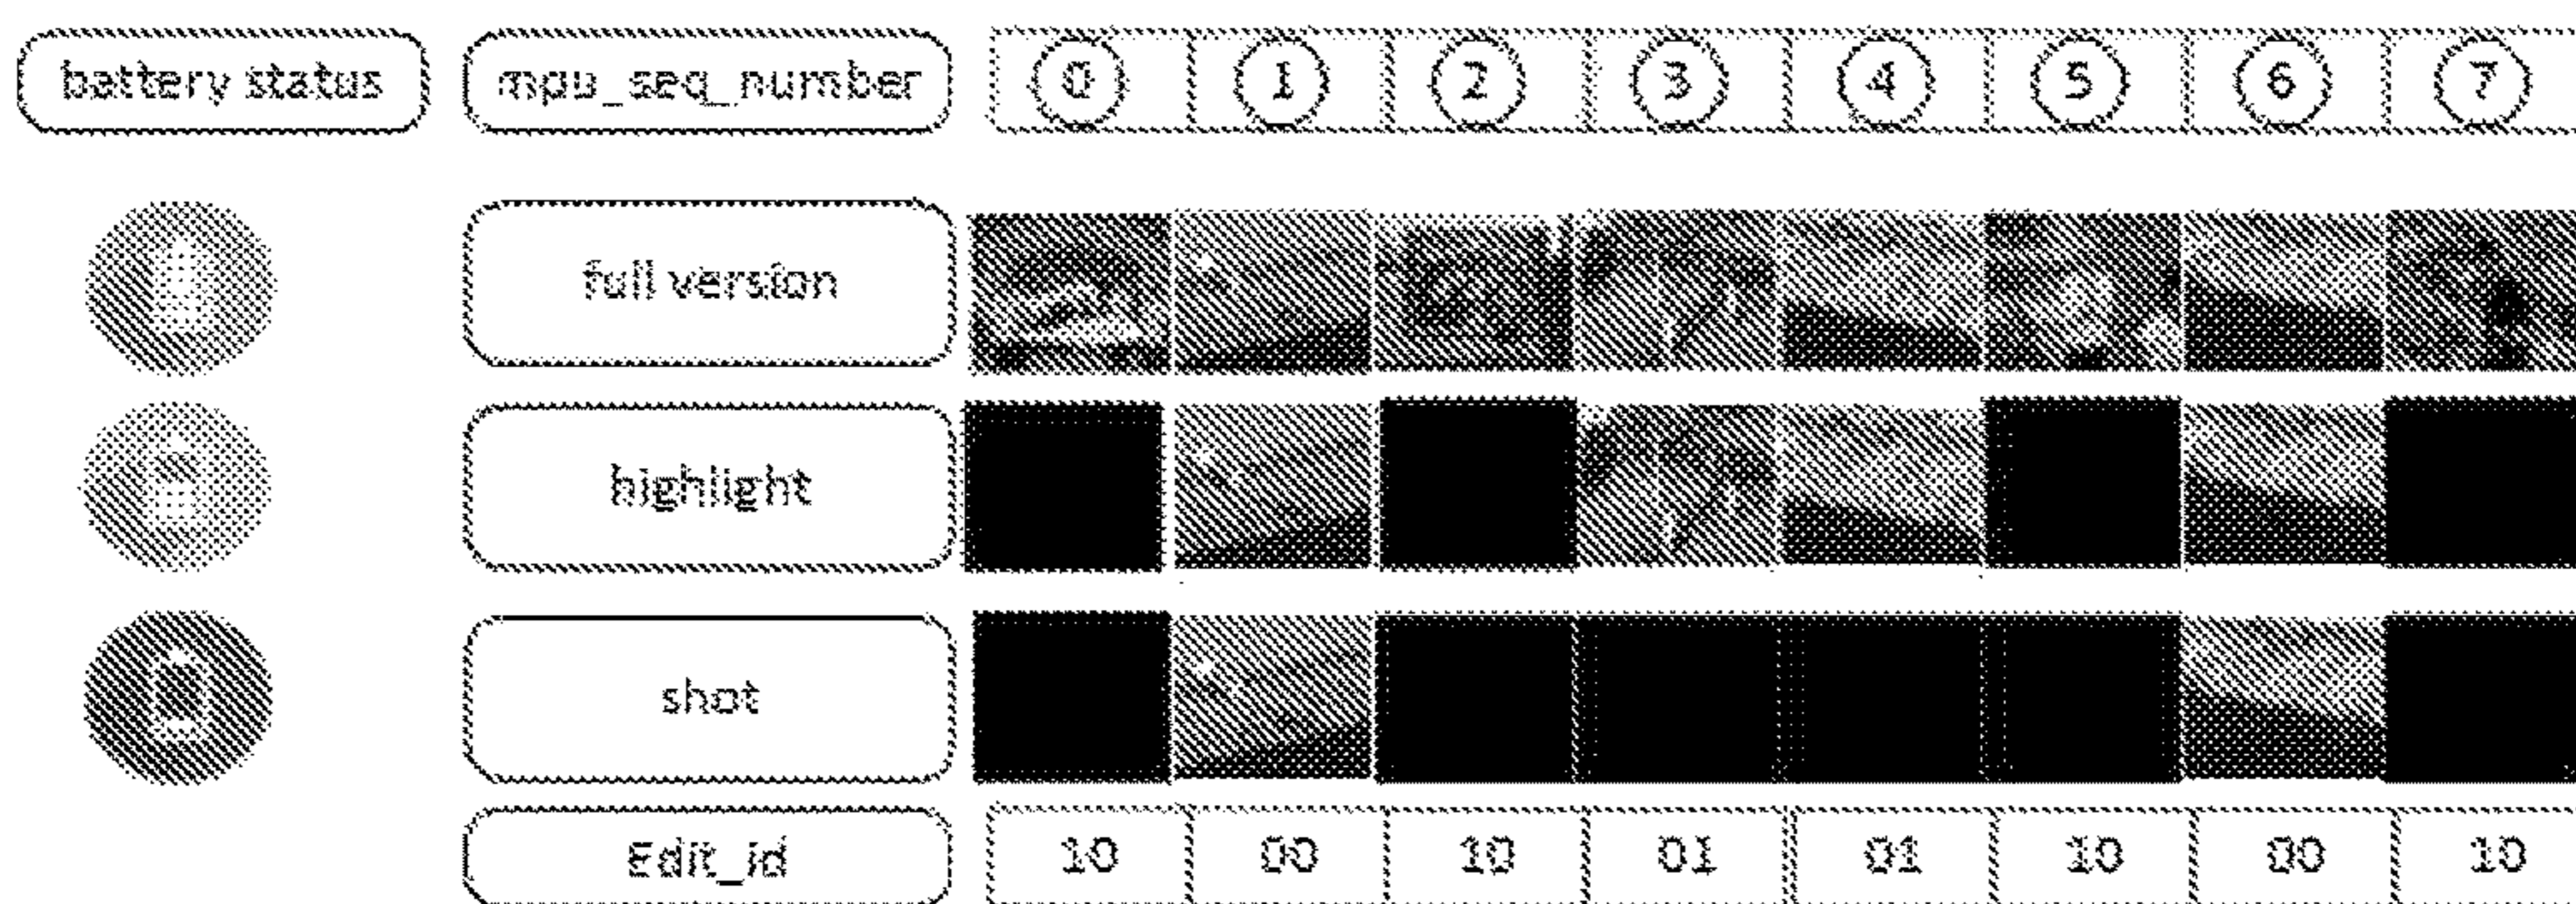 battery status mpu_seq_number 0 1 2 3 4 5 6 7
full version
highlight
shot
Edit_id 10 00 10 01 01 10 00 10